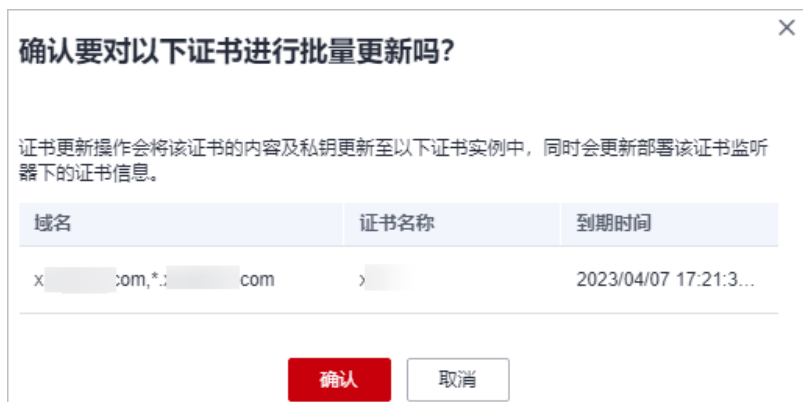 确认要对以下证书进行批量更新吗?
证书更新操作会将该证书的内容及私钥更新至以下证书实例中，同时会更新部署该证书监听
器下的证书信息。
域名 证书名称 到期时间
x com,*. com x 2023/04/07 17:21:3...
确认 取消